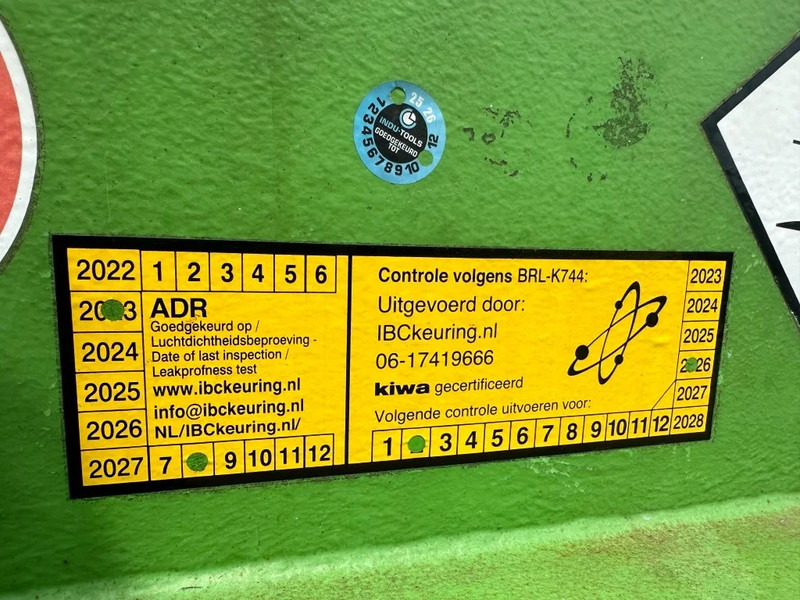 25 26
1 2 3 4 5 6 7 8 9 10 12
INDU-TOOLS
GOEDGEKEURD
TOT
2022 1 2 3 4 5 6
2023
2024
2025
2026
2027 7 9 10 11 12
ADR
Goedgekeurd op /
Luchtdichtheidsbeproeving -
Date of last inspection /
Leakprofness test
www.ibckeuring.nl
info@ibckeuring.nl
NL/IBCkeuring.nl/
Controle volgens BRL-K744:
Uitgevoerd door:
IBCkeuring.nl
06-17419666
kiwa gecertificeerd
Volgende controle uitvoeren voor:
1 3 4 5 6 7 8 9 10 11 12
2023
2024
2025
2026
2027
2028